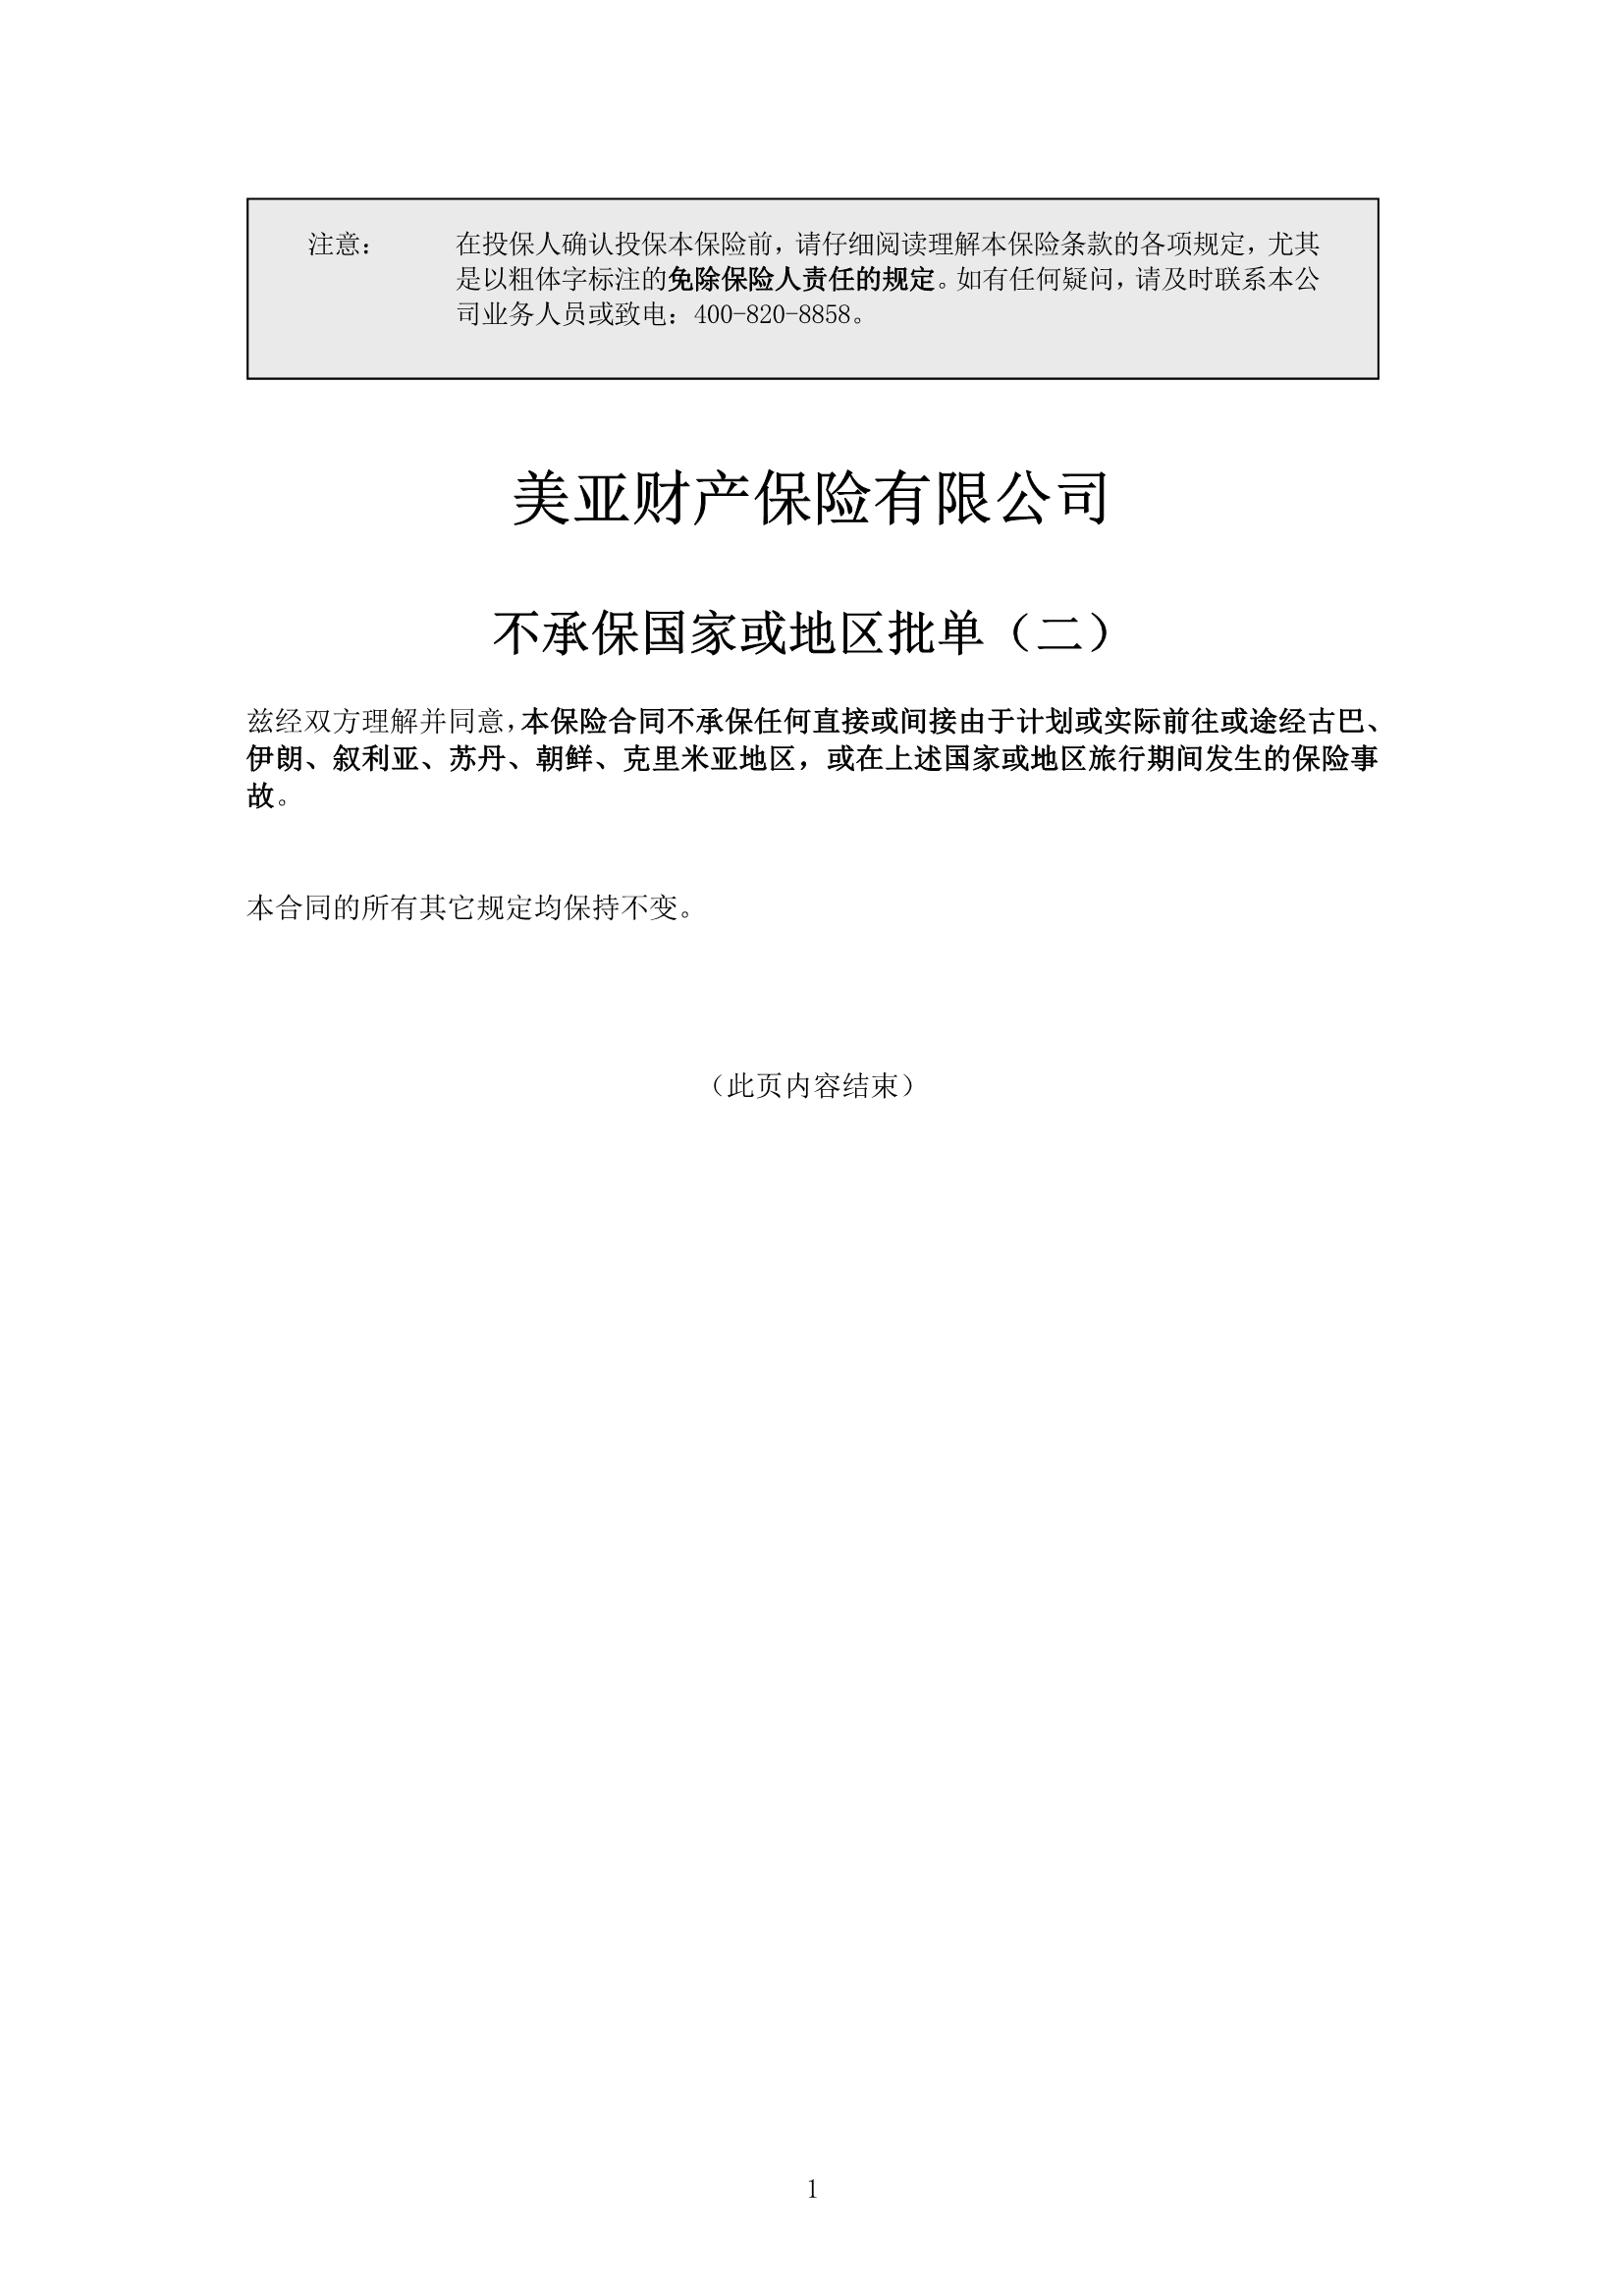 注意： 在投保人确认投保本保险前，请仔细阅读理解本保险条款的各项规定，尤其
是以粗体字标注的免除保险人责任的规定。如有任何疑问，请及时联系本公
司业务人员或致电：400-820-8858。
美亚财产保险有限公司
不承保国家或地区批单（二）
兹经双方理解并同意，本保险合同不承保任何直接或间接由于计划或实际前往或途经古巴、
伊朗、叙利亚、苏丹、朝鲜、克里米亚地区，或在上述国家或地区旅行期间发生的保险事
故。
本合同的所有其它规定均保持不变。
（此页内容结束）
1